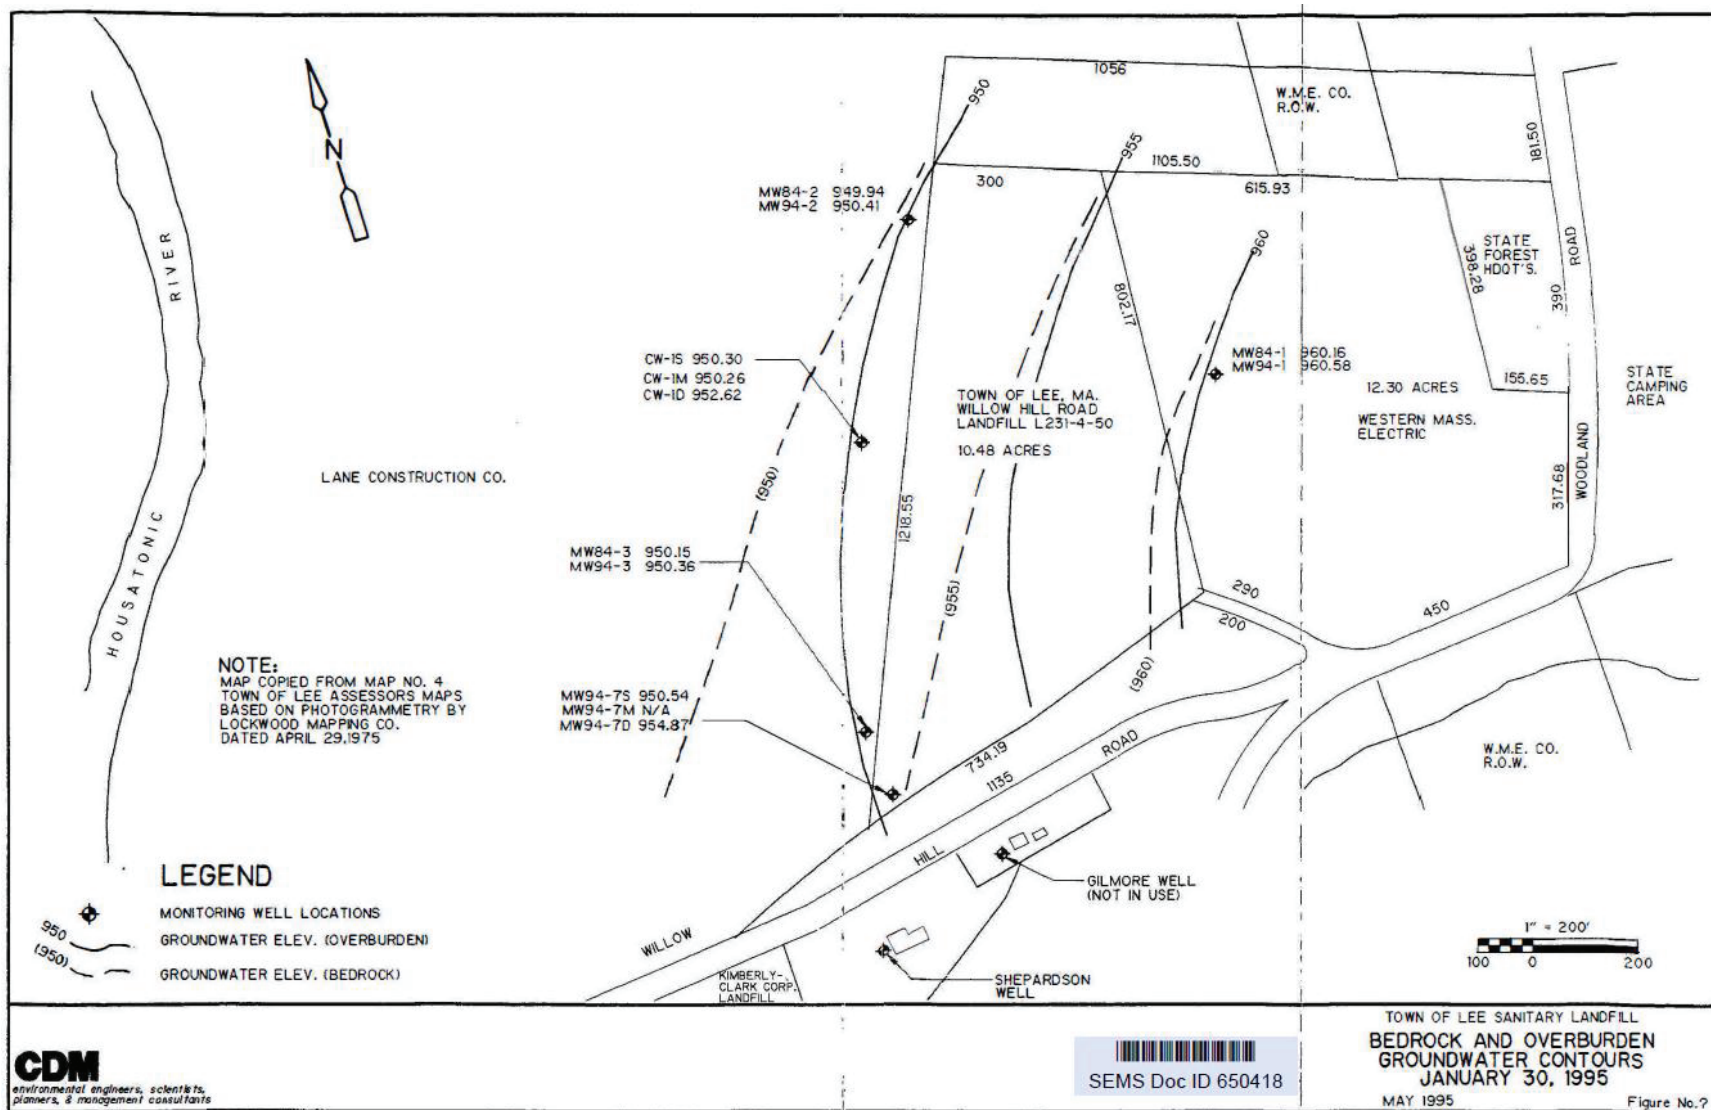 1056
950
W.M.E. CO.
R.O.W.
181.50
955
1105.50
300
615.93
N
MW84-2 949.94
MW94-2 950.41
RIVER
960
STATE
FOREST
HDQT'S.
ROAD
398.28
390
802.17
CW-1S 950.30
CW-1M 950.26
CW-1D 952.62
MW84-1 960.16
MW94-1 960.58
155.65
STATE
CAMPING
AREA
12.30 ACRES
WESTERN MASS.
ELECTRIC
TOWN OF LEE, MA.
WILLOW HILL ROAD
LANDFILL L231-4-50
10.48 ACRES
WOODLAND
317.68
LANE CONSTRUCTION CO.
(950)
1218.55
HOUSATONIC
MW84-3 950.15
MW94-3 950.36
(955)
290
200
450
(960)
NOTE:
MAP COPIED FROM MAP NO. 4
TOWN OF LEE ASSESSORS MAPS
BASED ON PHOTOGRAMMETRY BY
LOCKWOOD MAPPING CO.
DATED APRIL 29,1975
MW94-7S 950.54
MW94-7M N/A
MW94-7D 954.87
734.19
1135
ROAD
W.M.E. CO.
R.O.W.
HILL
GILMORE WELL
(NOT IN USE)
WILLOW
KIMBERLY-
CLARK CORP.
LANDFILL
SHEPARDSON
WELL
LEGEND
MONITORING WELL LOCATIONS
950
GROUNDWATER ELEV. (OVERBURDEN)
(950)
GROUNDWATER ELEV. (BEDROCK)
1" = 200'
100 0 200
CDM
environmental engineers, scientists,
planners, & management consultants
SEMS Doc ID 650418
TOWN OF LEE SANITARY LANDFILL
BEDROCK AND OVERBURDEN
GROUNDWATER CONTOURS
JANUARY 30, 1995
MAY 1995
Figure No.?